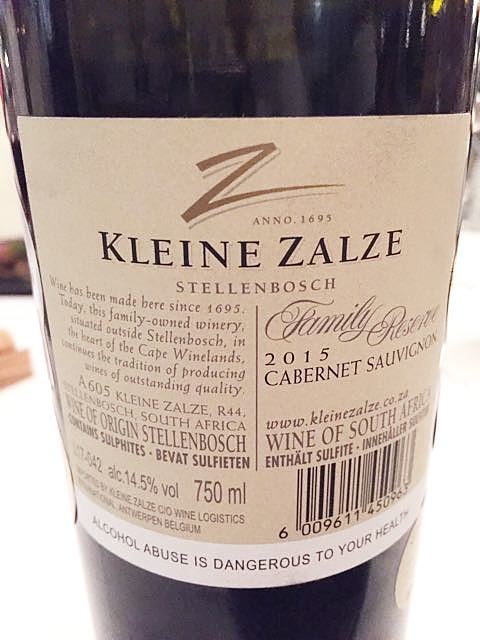 Z
ANNO. 1695
KLEINE ZALZE
STELLENBOSCH
Wine has been made here since 1695.
Today, this family-owned winery,
situated outside Stellenbosch, in
the heart of the Cape Winelands,
continues the tradition of producing
wines of outstanding quality.
A605 KLEINE ZALZE, R44,
STELLENBOSCH, SOUTH AFRICA
WINE OF ORIGIN STELLENBOSCH
CONTAINS SULPHITES - BEVAT SULFIETEN
alc.14.5% vol 750 ml
IMPORTED BY KLEINE ZALZE C/O WINE LOGISTICS
ANTWERPEN BELGIUM
Family Reserve
2015
CABERNET SAUVIGNON
www.kleinezalze.co.za
WINE OF SOUTH AFRICA
ENTHÄLT SULFITE - INNEHÅLLER
6 009611 45096
ALCOHOL ABUSE IS DANGEROUS TO YOUR HEALTH